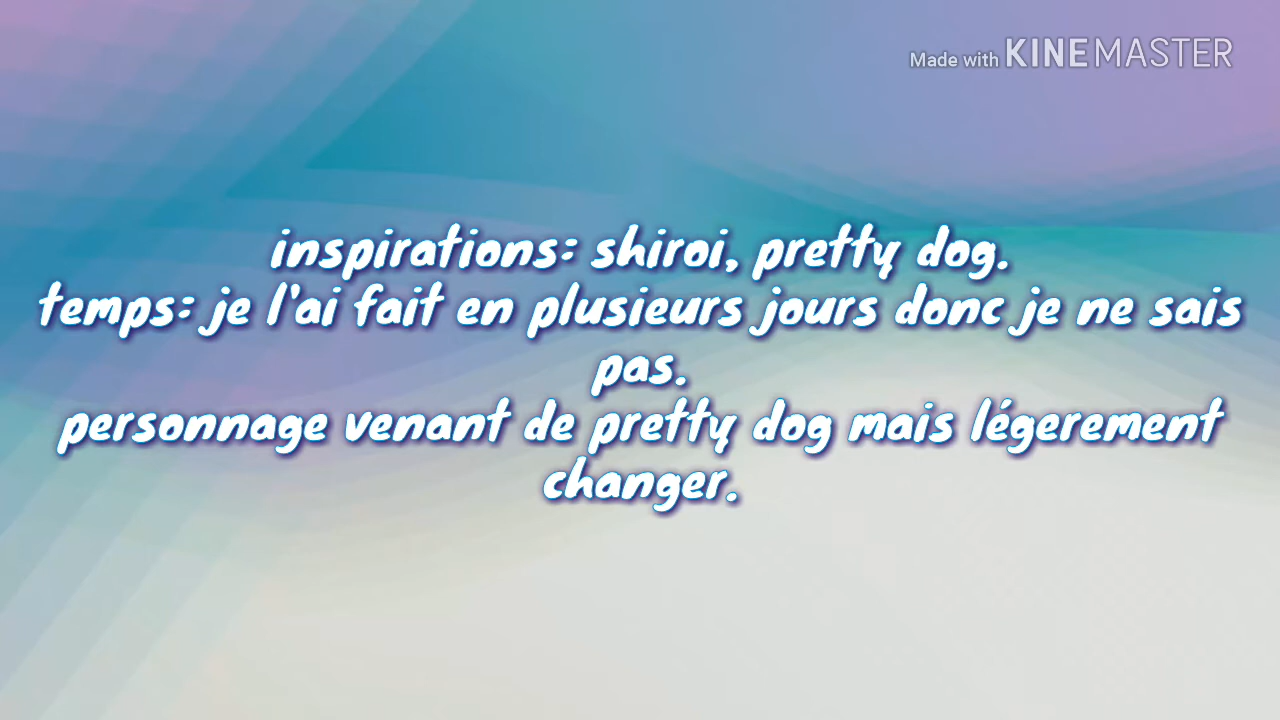 Made with KINEMASTER
inspirations: shiroi, pretty dog.
temps: je l'ai fait en plusieurs jours donc je ne sais
pas.
personnage venant de pretty dog mais légerement
changer.